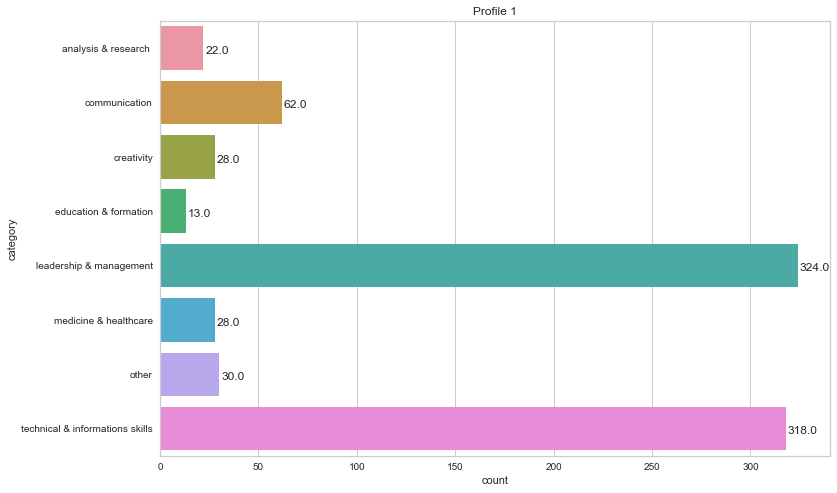 Profile 1
analysis & research 22.0
communication 62.0
creativity 28.0
education & formation 13.0
category
leadership & management 324.0
medicine & healthcare 28.0
other 30.0
technical & informations skills 318.0
0 50 100 150 200 250 300
count